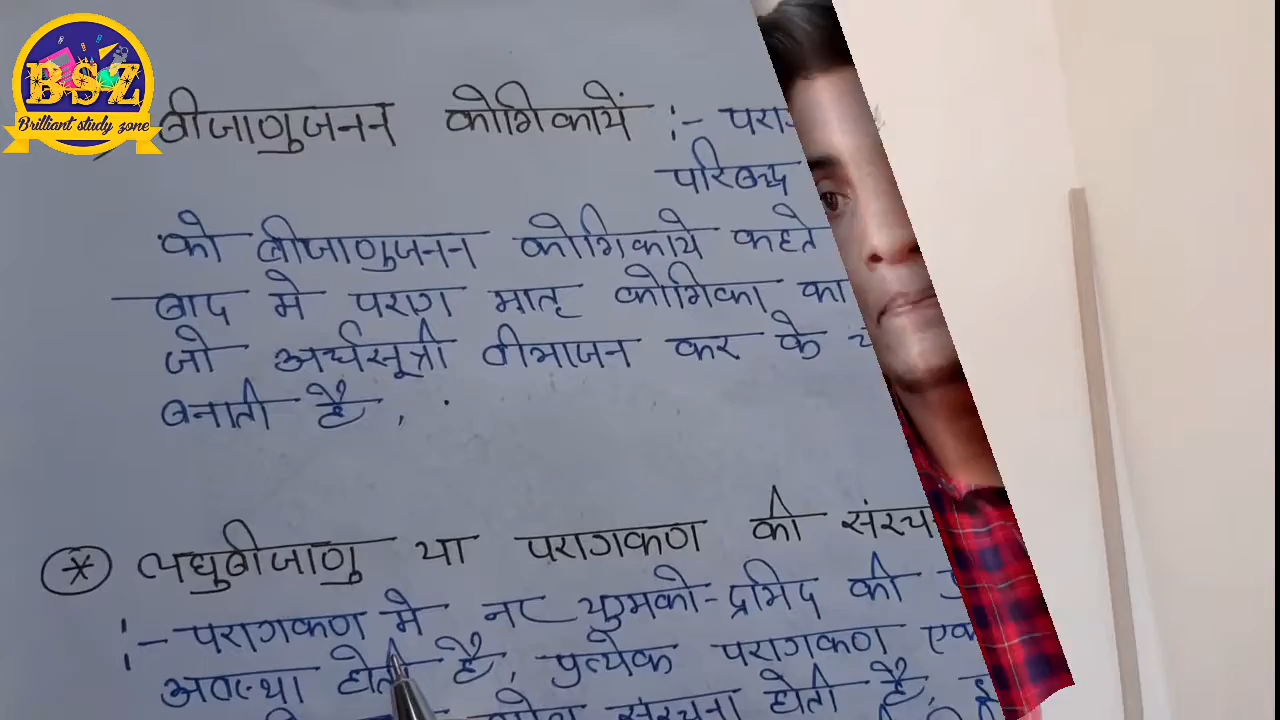 BSZ
Brilliant study zone
बीजाणुजनन कोशिकायें :- परा
परिबद्ध
को बीजाणुजनन कोशिकाये कहते
बाद मे पराग मातृ कोशिका का
जो अर्धसूत्री वीभाजन कर के
बनाती है,
* लघुबीजाणु या परागकण की संरच
:- परागकण मे नर युग्मकोद्भिद की
अवस्था होती है, प्रत्येक परागकण एक
संरचना होती है,